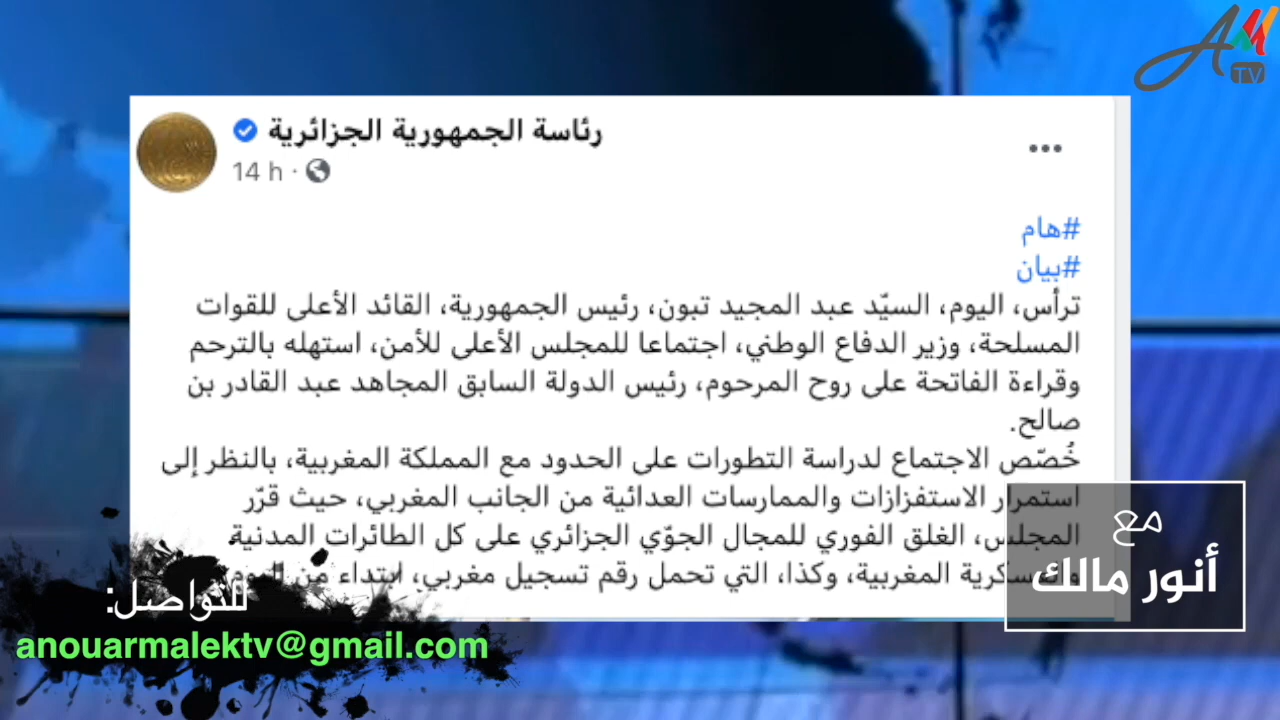 AM
TV
رئاسة الجمهورية الجزائرية
14 h ·
#هام
#بيان
ترأس، اليوم، السيّد عبد المجيد تبون، رئيس الجمهورية، القائد الأعلى للقوات
المسلحة، وزير الدفاع الوطني، اجتماعا للمجلس الأعلى للأمن، استهله بالترحم
وقراءة الفاتحة على روح المرحوم، رئيس الدولة السابق المجاهد عبد القادر بن
صالح.
خُصّص الاجتماع لدراسة التطورات على الحدود مع المملكة المغربية، بالنظر إلى
استمرار الاستفزازات والممارسات العدائية من الجانب المغربي، حيث قرّر
المجلس، الغلق الفوري للمجال الجوّي الجزائري على كل الطائرات المدنية
والعسكرية المغربية، وكذا، التي تحمل رقم تسجيل مغربي، ابتداء من اليوم
مع
أنور مالك
للتواصل:
anouarmalektv@gmail.com